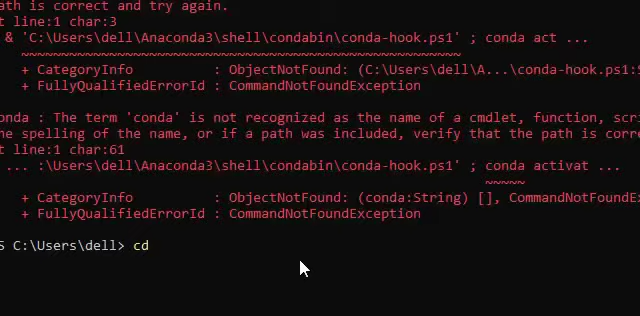 ath is correct and try again.
t line:1 char:3
& 'C:\Users\dell\Anaconda3\shell\condabin\conda-hook.ps1' ; conda act ...
~~~~~~~~~~~~~~~~~~~~~~~~~~~~~~~~~~~~~~~~~~~~~~~~~~~~~~~
+ CategoryInfo : ObjectNotFound: (C:\Users\dell\A...\conda-hook.ps1:S
+ FullyQualifiedErrorId : CommandNotFoundException
onda : The term 'conda' is not recognized as the name of a cmdlet, function, scri
he spelling of the name, or if a path was included, verify that the path is corre
t line:1 char:61
... :\Users\dell\Anaconda3\shell\condabin\conda-hook.ps1' ; conda activat ...
~~~~~
+ CategoryInfo : ObjectNotFound: (conda:String) [], CommandNotFoundE
+ FullyQualifiedErrorId : CommandNotFoundException
S C:\Users\dell> cd